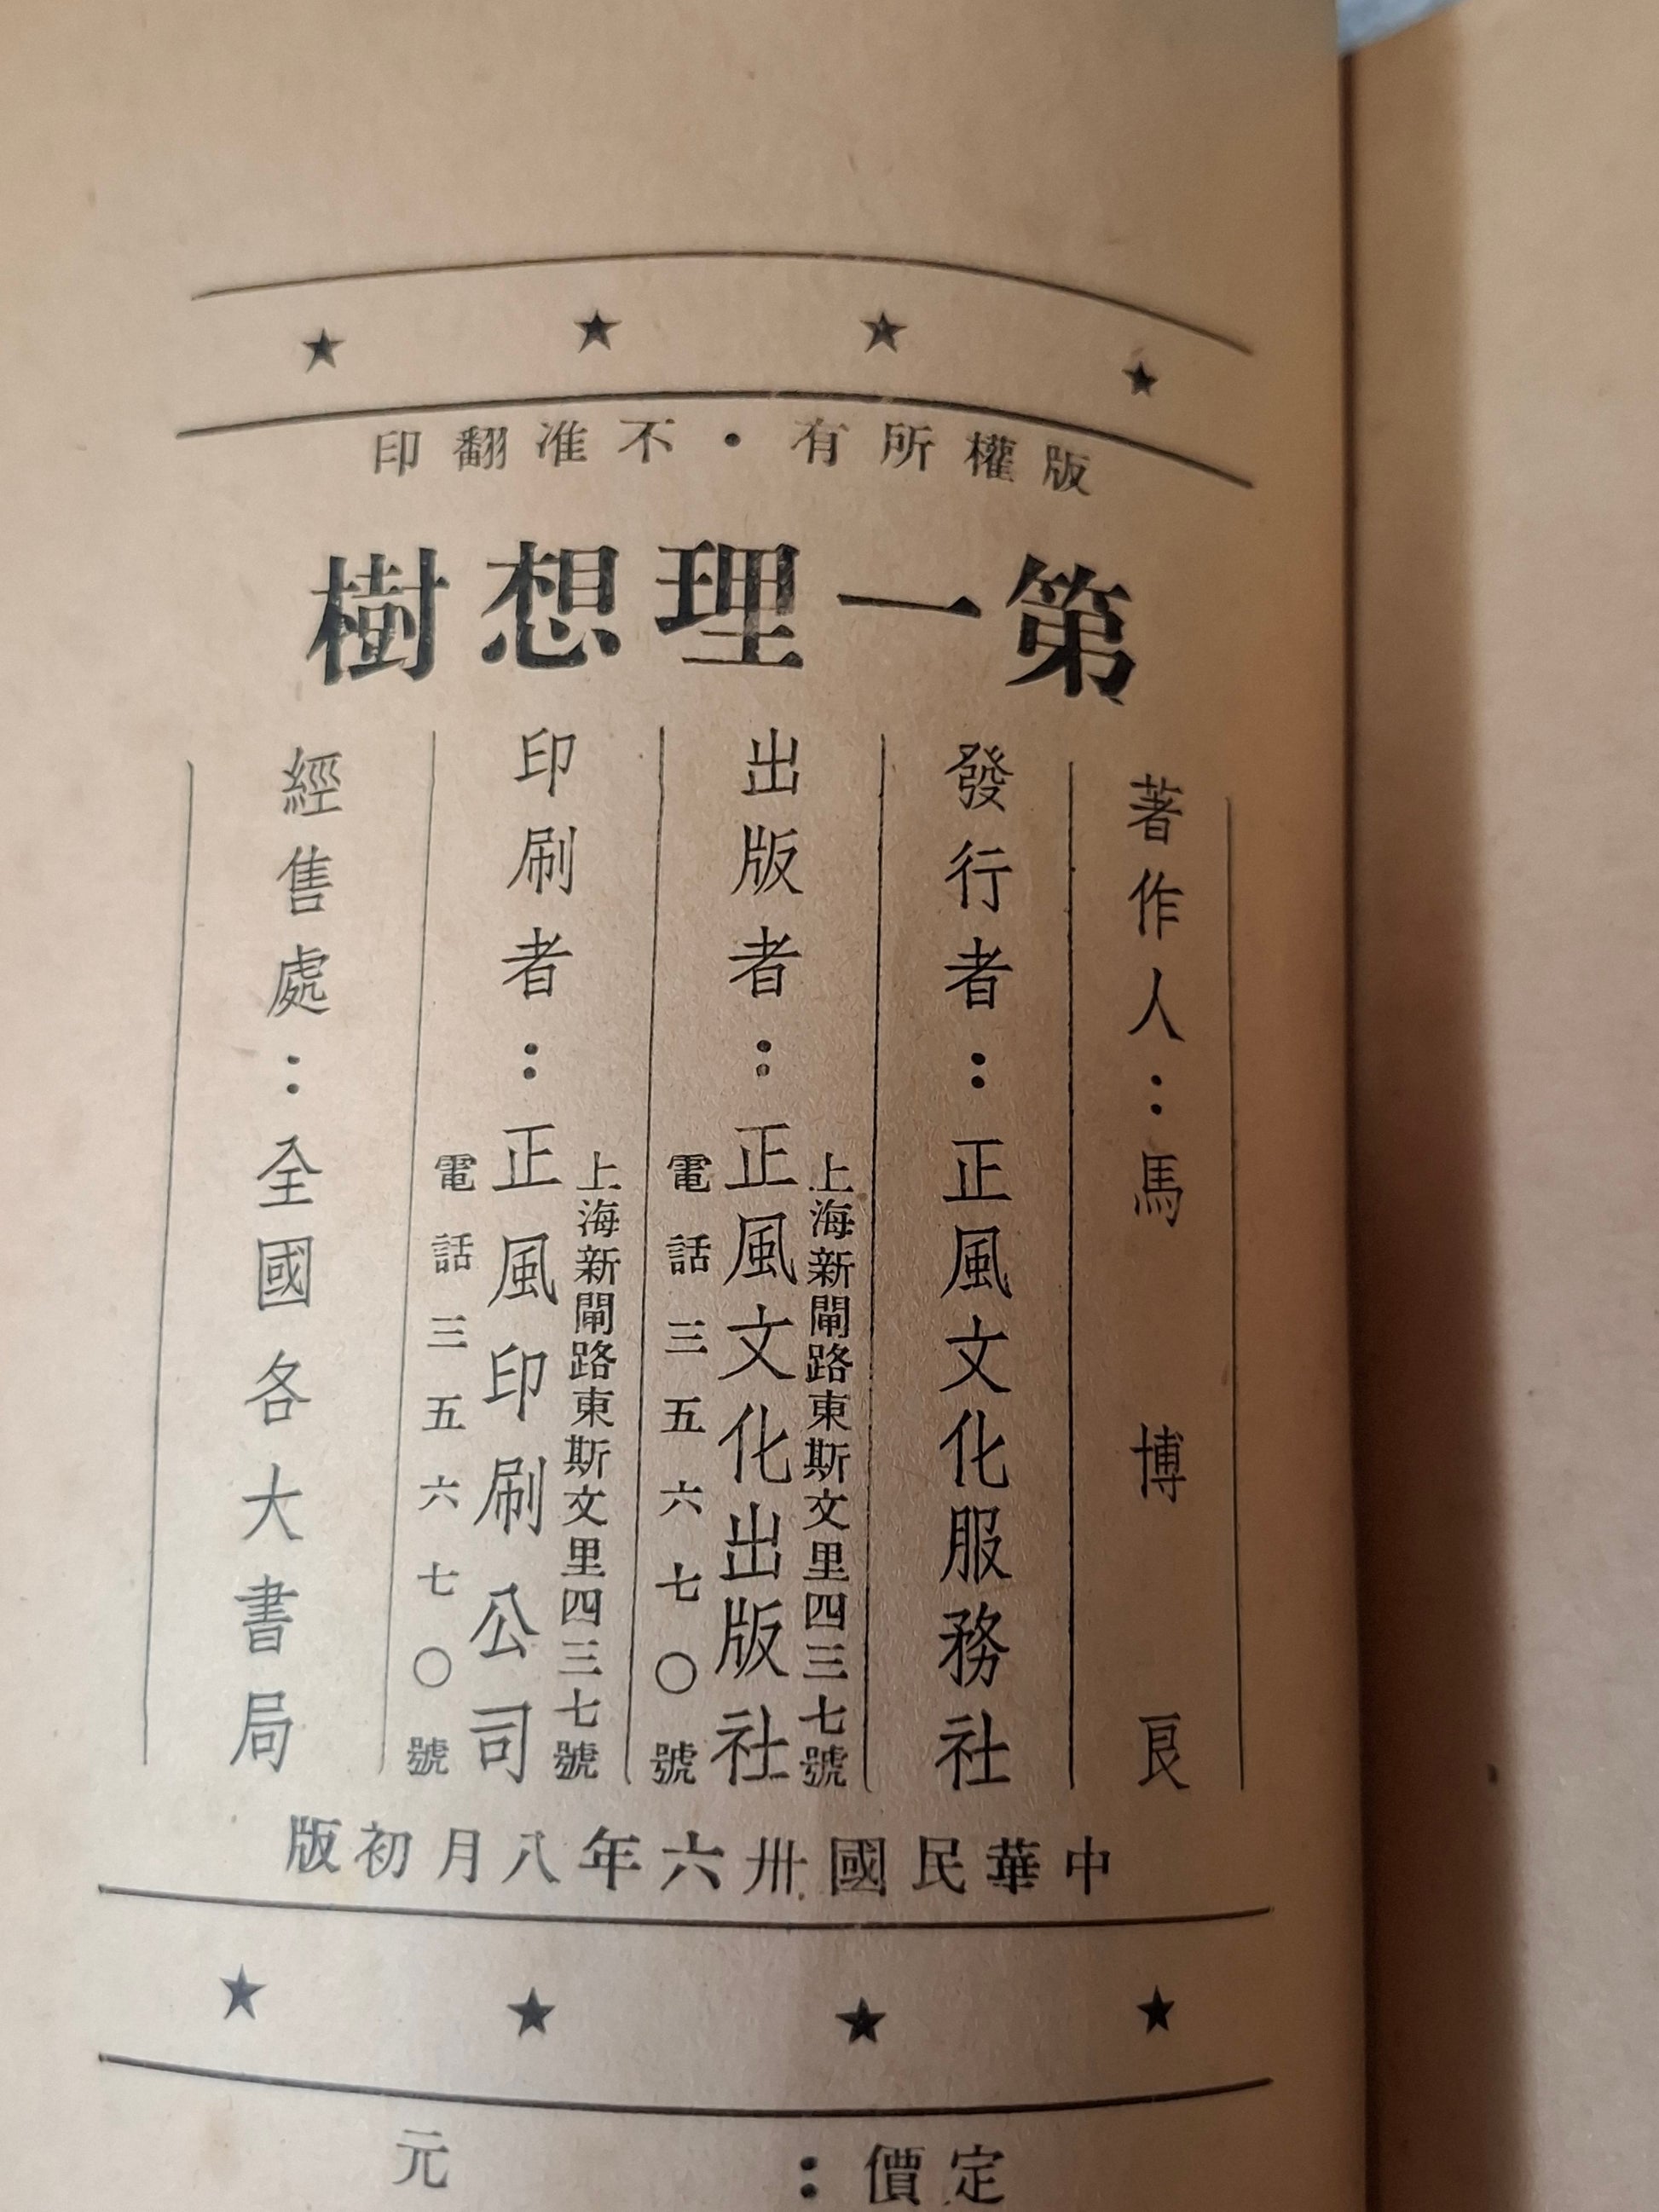 版權所有・不准翻印
第一理想樹
著作人：馬博良
發行者：正風文化服務社
上海新閘路東斯文里四三七號
出版者：正風文化出版社
電話三五六七〇號
上海新閘路東斯文里四三七號
印刷者：正風印刷公司
電話三五六七〇號
經售處：全國各大書局
中華民國卅六年八月初版
定價：元